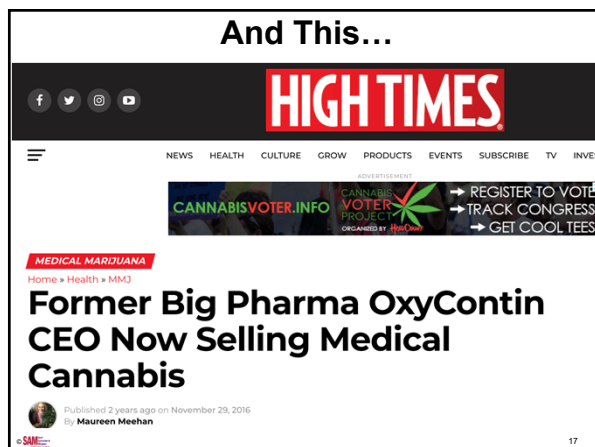 And This…
HIGH TIMES
NEWS HEALTH CULTURE GROW PRODUCTS EVENTS SUBSCRIBE TV INVES
ADVERTISEMENT
CANNABISVOTER.INFO
CANNABIS
VOTER
PROJECT
ORGANIZED BY HeadCount
→ REGISTER TO VOTE
→ TRACK CONGRESS
→ GET COOL TEES
MEDICAL MARIJUANA
Home » Health » MMJ
Former Big Pharma OxyContin
CEO Now Selling Medical
Cannabis
Published 2 years ago on November 29, 2016
By Maureen Meehan
© SAM
17